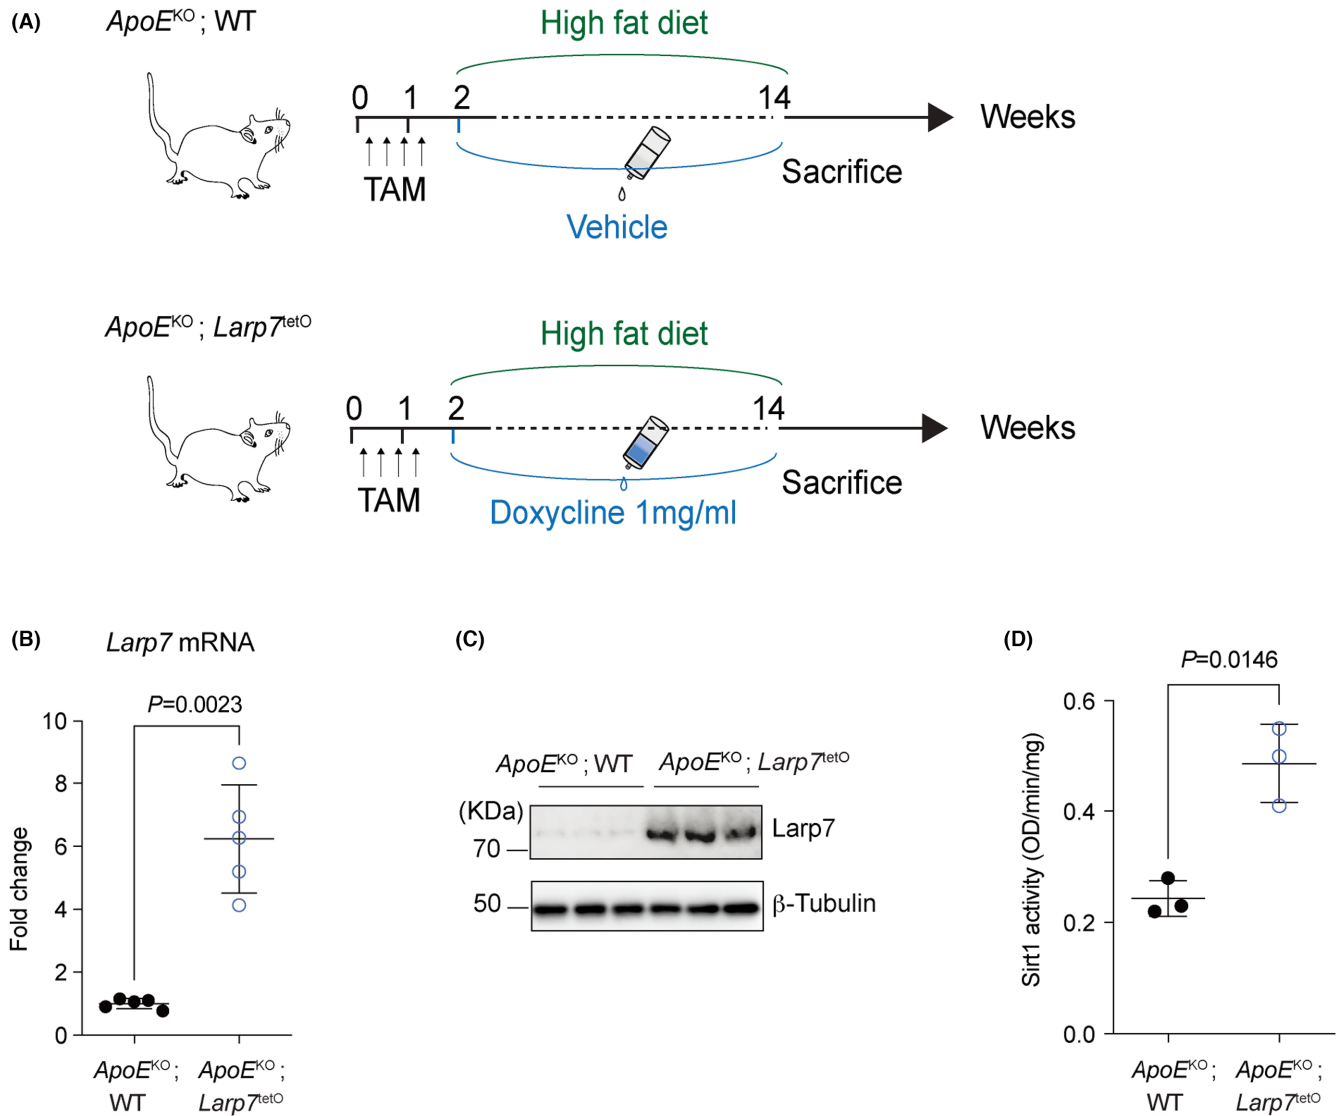 (A)
ApoE^KO ; WT
High fat diet
0 1 2 14
Weeks
TAM
Sacrifice
Vehicle
ApoE^KO ; Larp7^tetO
High fat diet
0 1 2 14
Weeks
TAM
Sacrifice
Doxycline 1mg/ml
(B)
Larp7 mRNA
P=0.0023
Fold change
10
8
6
4
2
0
ApoE^KO ;
WT
ApoE^KO ;
Larp7^tetO
(C)
ApoE^KO ; WT
ApoE^KO ; Larp7^tetO
(KDa)
70
Larp7
50
β-Tubulin
(D)
P=0.0146
Sirt1 activity (OD/min/mg)
0.6
0.4
0.2
0.0
ApoE^KO ;
WT
ApoE^KO ;
Larp7^tetO